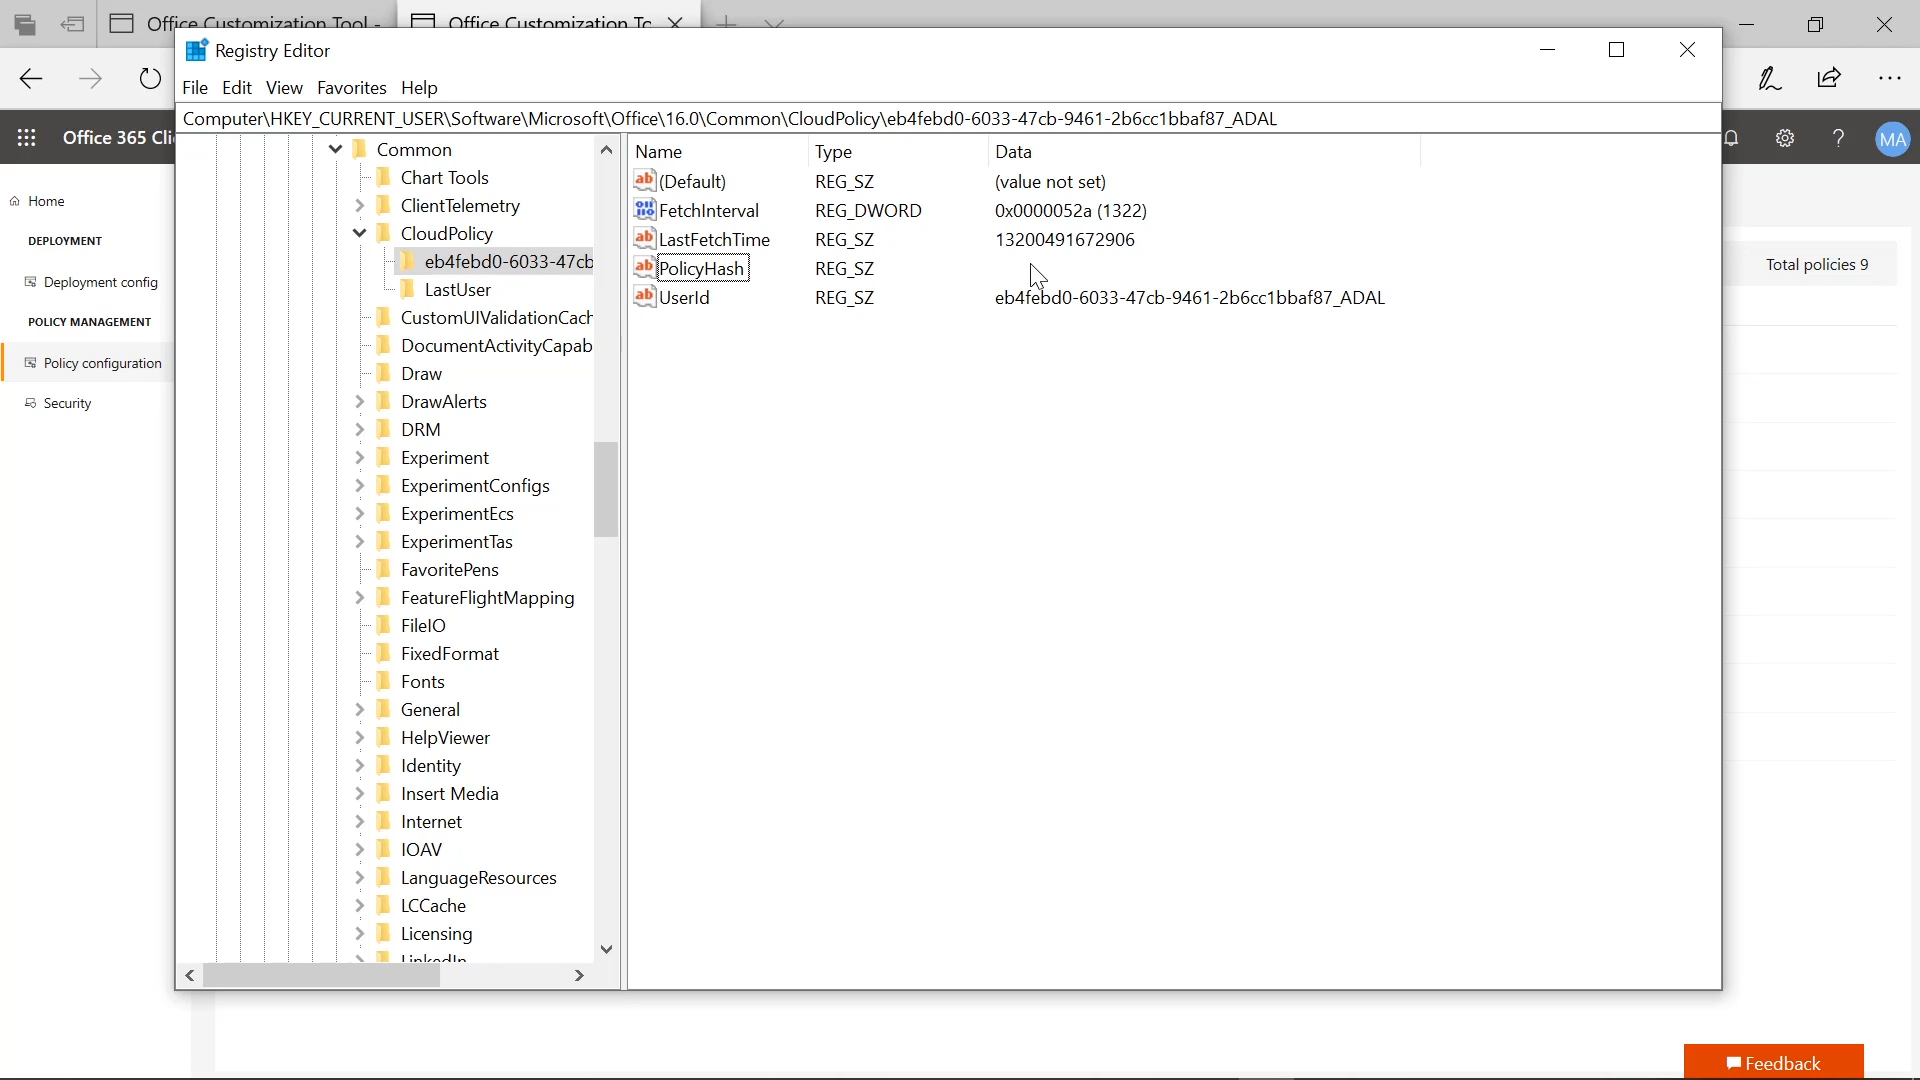 Office Customization Tool -
Office Customization To
Registry Editor
File Edit View Favorites Help
Computer\HKEY_CURRENT_USER\Software\Microsoft\Office\16.0\Common\CloudPolicy\eb4febd0-6033-47cb-9461-2b6cc1bbaf87_ADAL
Office 365 Cli
MA
Home
DEPLOYMENT
Deployment config
POLICY MANAGEMENT
Policy configuration
Security
Common
Chart Tools
ClientTelemetry
CloudPolicy
eb4febd0-6033-47cb
LastUser
CustomUIValidationCach
DocumentActivityCapab
Draw
DrawAlerts
DRM
Experiment
ExperimentConfigs
ExperimentEcs
ExperimentTas
FavoritePens
FeatureFlightMapping
FileIO
FixedFormat
Fonts
General
HelpViewer
Identity
Insert Media
Internet
IOAV
LanguageResources
LCCache
Licensing
LinkedIn
Name Type Data
(Default) REG_SZ (value not set)
FetchInterval REG_DWORD 0x0000052a (1322)
LastFetchTime REG_SZ 13200491672906
PolicyHash REG_SZ
UserId REG_SZ eb4febd0-6033-47cb-9461-2b6cc1bbaf87_ADAL
Total policies 9
Feedback